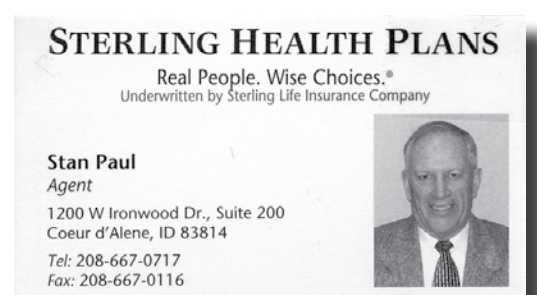 STERLING HEALTH PLANS
Real People. Wise Choices.®
Underwritten by Sterling Life Insurance Company
Stan Paul
Agent
1200 W Ironwood Dr., Suite 200
Coeur d'Alene, ID 83814
Tel: 208-667-0717
Fax: 208-667-0116